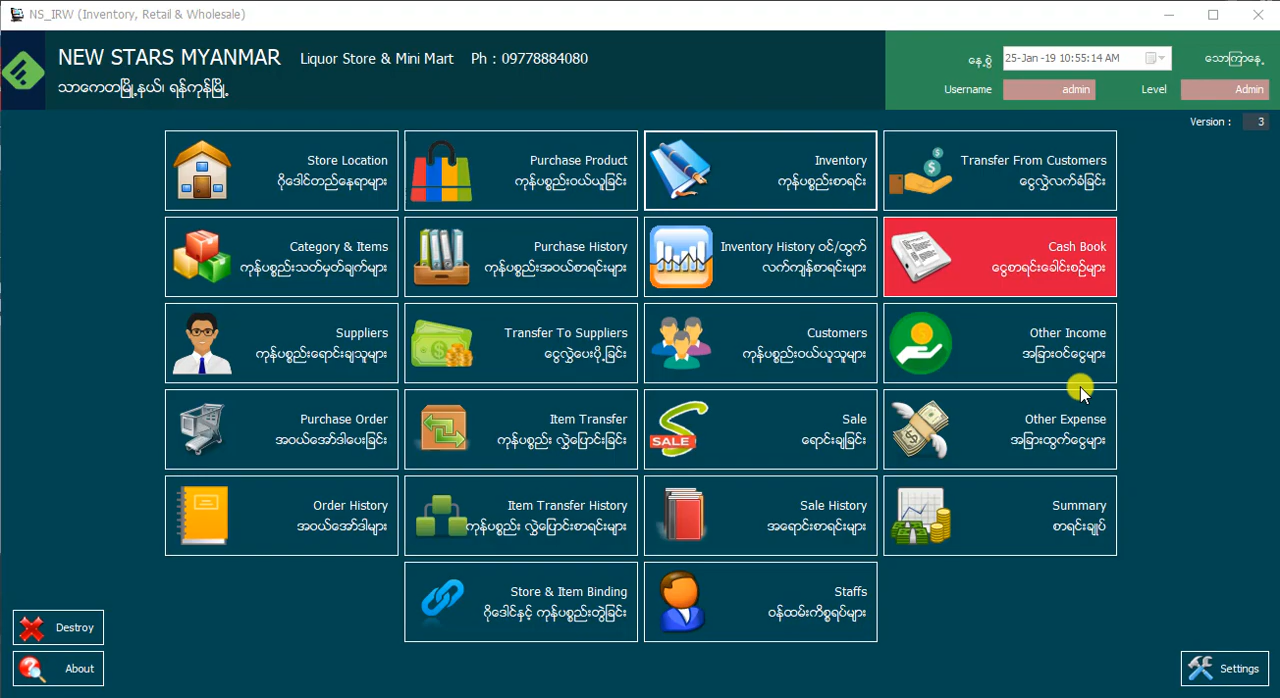 NS_IRW (Inventory, Retail & Wholesale)
NEW STARS MYANMAR Liquor Store & Mini Mart Ph : 09778884080
သာကေတမြို့နယ်၊ ရန်ကုန်မြို့
နေ့စွဲ 25-Jan -19 10:55:14 AM သောကြာနေ့
Username admin Level Admin
Version : 3
Store Location
ဂိုဒေါင်တည်နေရာများ
Purchase Product
ကုန်ပစ္စည်းဝယ်ယူခြင်း
Inventory
ကုန်ပစ္စည်းစာရင်း
Transfer From Customers
ငွေလွှဲလက်ခံခြင်း
Category & Items
ကုန်ပစ္စည်းသတ်မှတ်ချက်များ
Purchase History
ကုန်ပစ္စည်းအဝယ်စာရင်းများ
Inventory History ဝင်/ထွက်
လက်ကျန်စာရင်းများ
Cash Book
ငွေစာရင်းခေါင်းစဉ်များ
Suppliers
ကုန်ပစ္စည်းရောင်းချသူများ
Transfer To Suppliers
ငွေလွှဲပေးပို့ခြင်း
Customers
ကုန်ပစ္စည်းဝယ်ယူသူများ
Other Income
အခြားဝင်ငွေများ
Purchase Order
အဝယ်အော်ဒါပေးခြင်း
Item Transfer
ကုန်ပစ္စည်း လွှဲပြောင်းခြင်း
SALE
Sale
ရောင်းချခြင်း
Other Expense
အခြားထွက်ငွေများ
Order History
အဝယ်အော်ဒါများ
Item Transfer History
ကုန်ပစ္စည်း လွှဲပြောင်းစာရင်းများ
Sale History
အရောင်းစာရင်းများ
Summary
စာရင်းချုပ်
Store & Item Binding
ဂိုဒေါင်နှင့် ကုန်ပစ္စည်းတွဲခြင်း
Staffs
ဝန်ထမ်းကိစ္စရပ်များ
Destroy
About
Settings